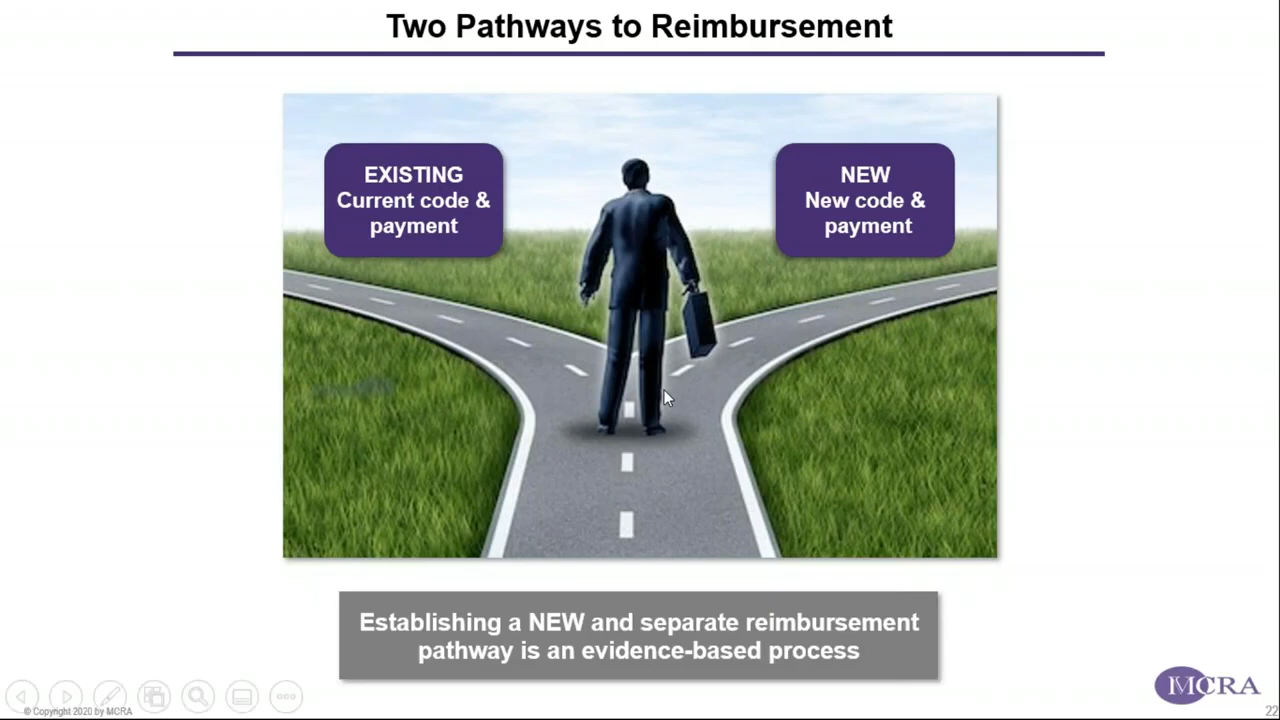 Two Pathways to Reimbursement
EXISTING
Current code &
payment
NEW
New code &
payment
Establishing a NEW and separate reimbursement
pathway is an evidence-based process
MCRA
© Copyright 2020 by MCRA
22